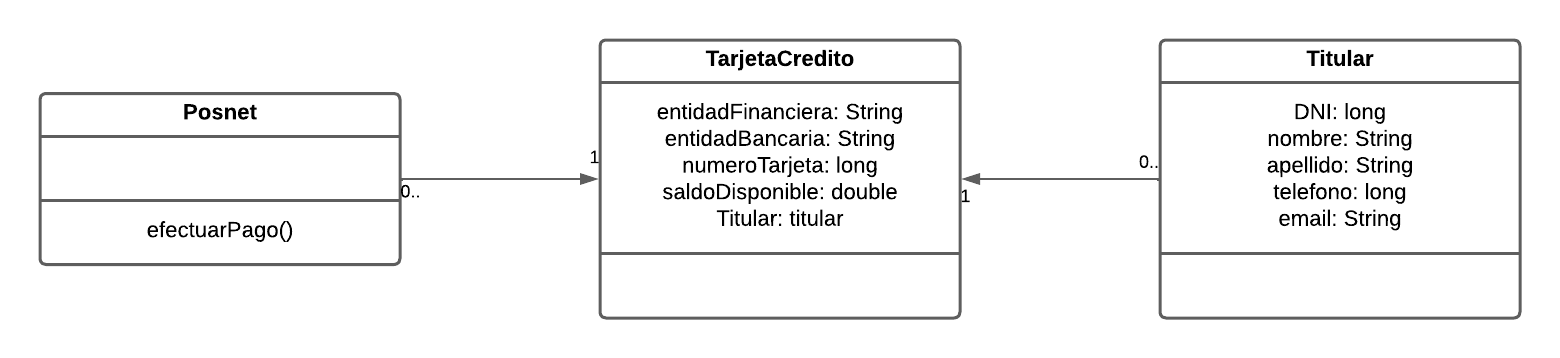 Posnet
efectuarPago()
0..
1
TarjetaCredito
entidadFinanciera: String
entidadBancaria: String
numeroTarjeta: long
saldoDisponible: double
Titular: titular
1
0..
Titular
DNI: long
nombre: String
apellido: String
telefono: long
email: String